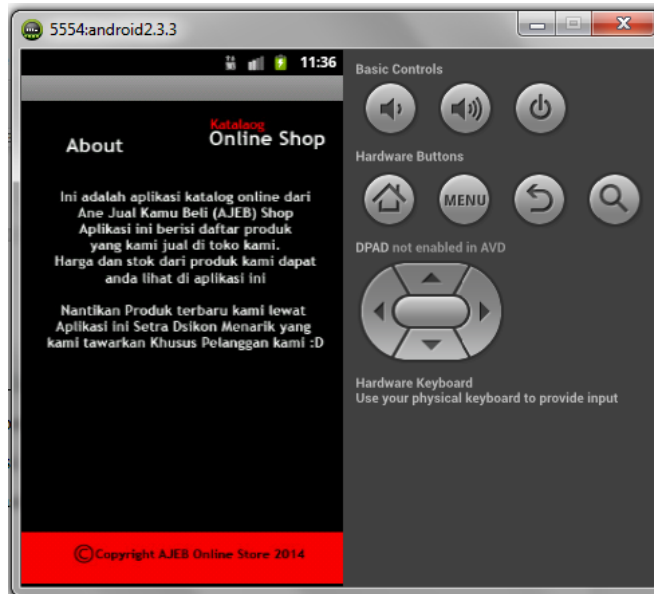 5554:android2.3.3
11:36
About
Katalaog
Online Shop
Ini adalah aplikasi katalog online dari
Ane Jual Kamu Beli (AJEB) Shop
Aplikasi ini berisi daftar produk
yang kami jual di toko kami.
Harga dan stok dari produk kami dapat
anda lihat di aplikasi ini
Nantikan Produk terbaru kami lewat
Aplikasi ini Setra Dsikon Menarik yang
kami tawarkan Khusus Pelanggan kami :D
©Copyright AJEB Online Store 2014
Basic Controls
Hardware Buttons
MENU
DPAD not enabled in AVD
Hardware Keyboard
Use your physical keyboard to provide input